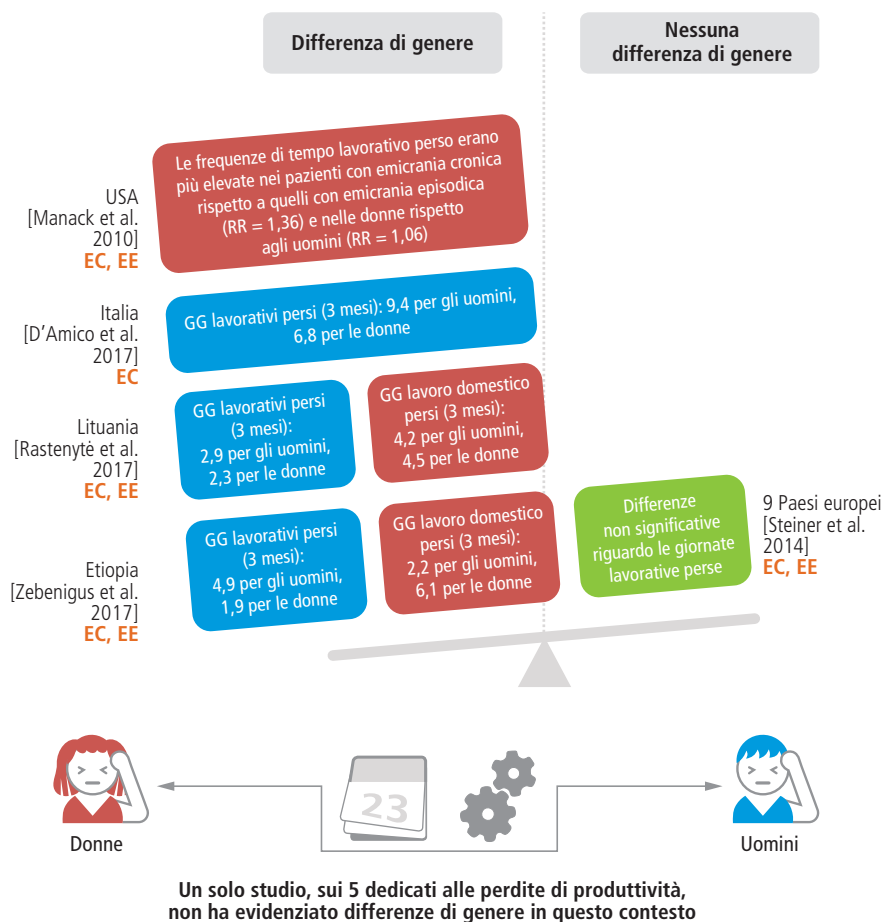 Differenza di genere
Nessuna
differenza di genere
USA
[Manack et al.
2010]
EC, EE
Le frequenze di tempo lavorativo perso erano
più elevate nei pazienti con emicrania cronica
rispetto a quelli con emicrania episodica
(RR = 1,36) e nelle donne rispetto
agli uomini (RR = 1,06)
Italia
[D'Amico et al.
2017]
EC
GG lavorativi persi (3 mesi): 9,4 per gli uomini,
6,8 per le donne
Lituania
[Rastenytė et al.
2017]
EC, EE
GG lavorativi persi
(3 mesi):
2,9 per gli uomini,
2,3 per le donne
GG lavoro domestico
persi (3 mesi):
4,2 per gli uomini,
4,5 per le donne
Etiopia
[Zebenigus et al.
2017]
EC, EE
GG lavorativi persi
(3 mesi):
4,9 per gli uomini,
1,9 per le donne
GG lavoro domestico
persi (3 mesi):
2,2 per gli uomini,
6,1 per le donne
Differenze
non significative
riguardo le giornate
lavorative perse
9 Paesi europei
[Steiner et al.
2014]
EC, EE
23
Donne
Uomini
Un solo studio, sui 5 dedicati alle perdite di produttività,
non ha evidenziato differenze di genere in questo contesto